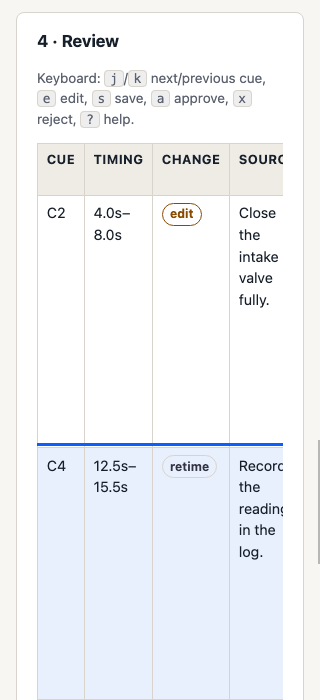 4 · Review
Keyboard: j/k next/previous cue,
e edit, s save, a approve, x
reject, ? help.
CUE TIMING CHANGE
C2 4.0s– edit Close
8.0s the
intake
valve
fully.
C4 12.5s– retime
15.5s the
in the
log.